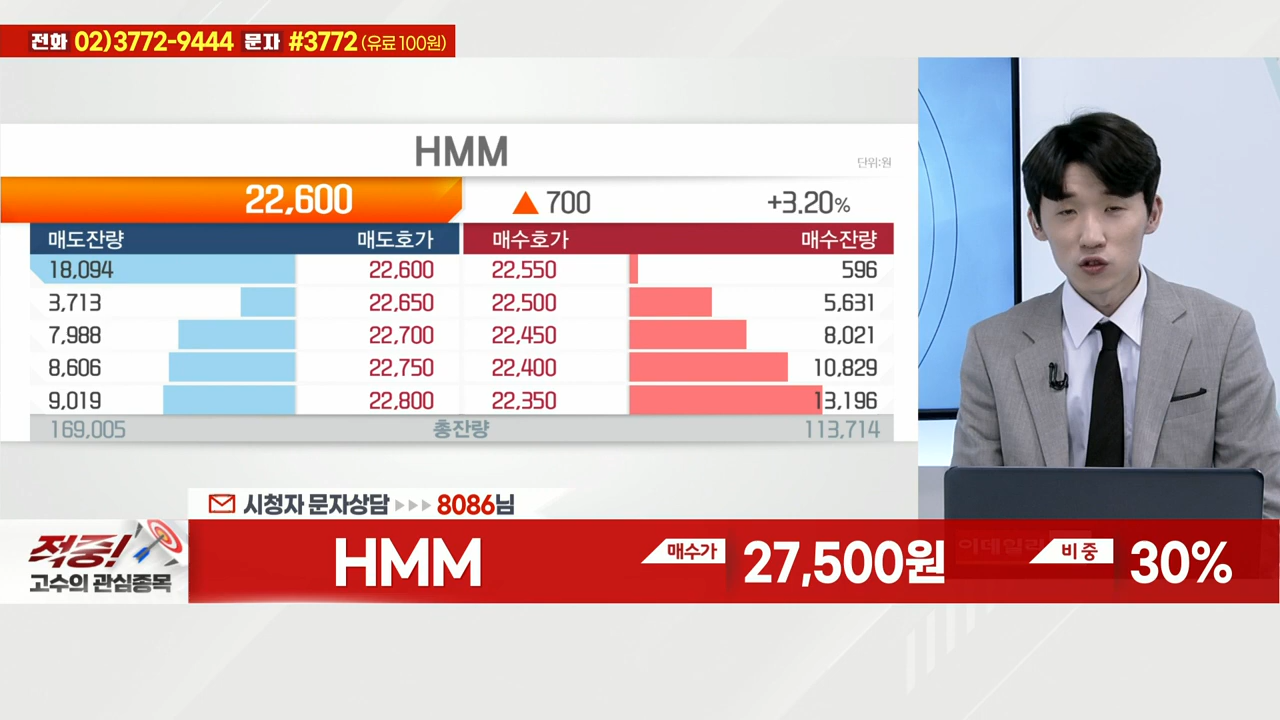 전화 02)3772-9444 문자 #3772 (유료 100원)
HMM
단위:원
22,600 ▲ 700 +3.20%
매도잔량 매도호가 매수호가 매수잔량
18,094 22,600 22,550 596
3,713 22,650 22,500 5,631
7,988 22,700 22,450 8,021
8,606 22,750 22,400 10,829
9,019 22,800 22,350 13,196
169,005 총잔량 113,714
시청자 문자상담 ▶▶▶ 8086님
적중!
고수의 관심종목
HMM 매수가 27,500원 비중 30%
이데일리